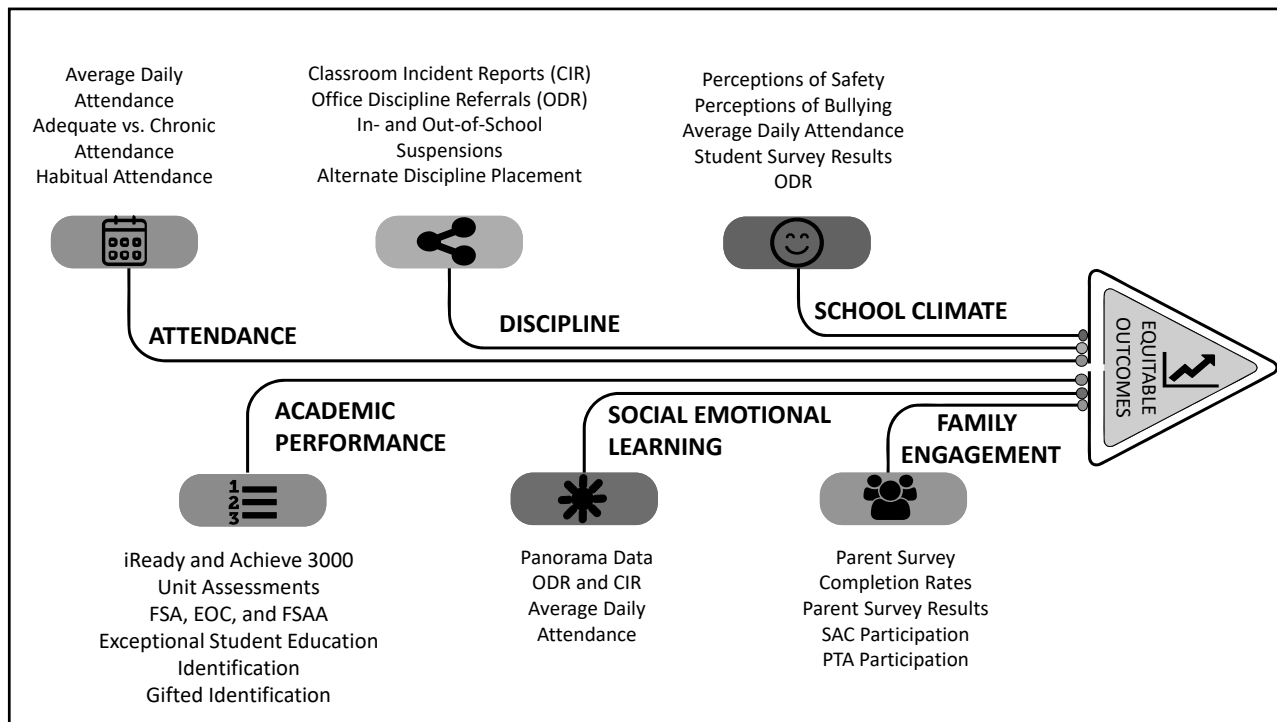 Average Daily
Attendance
Adequate vs. Chronic
Attendance
Habitual Attendance
ATTENDANCE
Classroom Incident Reports (CIR)
Office Discipline Referrals (ODR)
In- and Out-of-School
Suspensions
Alternate Discipline Placement
DISCIPLINE
Perceptions of Safety
Perceptions of Bullying
Average Daily Attendance
Student Survey Results
ODR
SCHOOL CLIMATE
EQUITABLE
OUTCOMES
ACADEMIC
PERFORMANCE
1
2
3
iReady and Achieve 3000
Unit Assessments
FSA, EOC, and FSAA
Exceptional Student Education
Identification
Gifted Identification
SOCIAL EMOTIONAL
LEARNING
Panorama Data
ODR and CIR
Average Daily
Attendance
FAMILY
ENGAGEMENT
Parent Survey
Completion Rates
Parent Survey Results
SAC Participation
PTA Participation